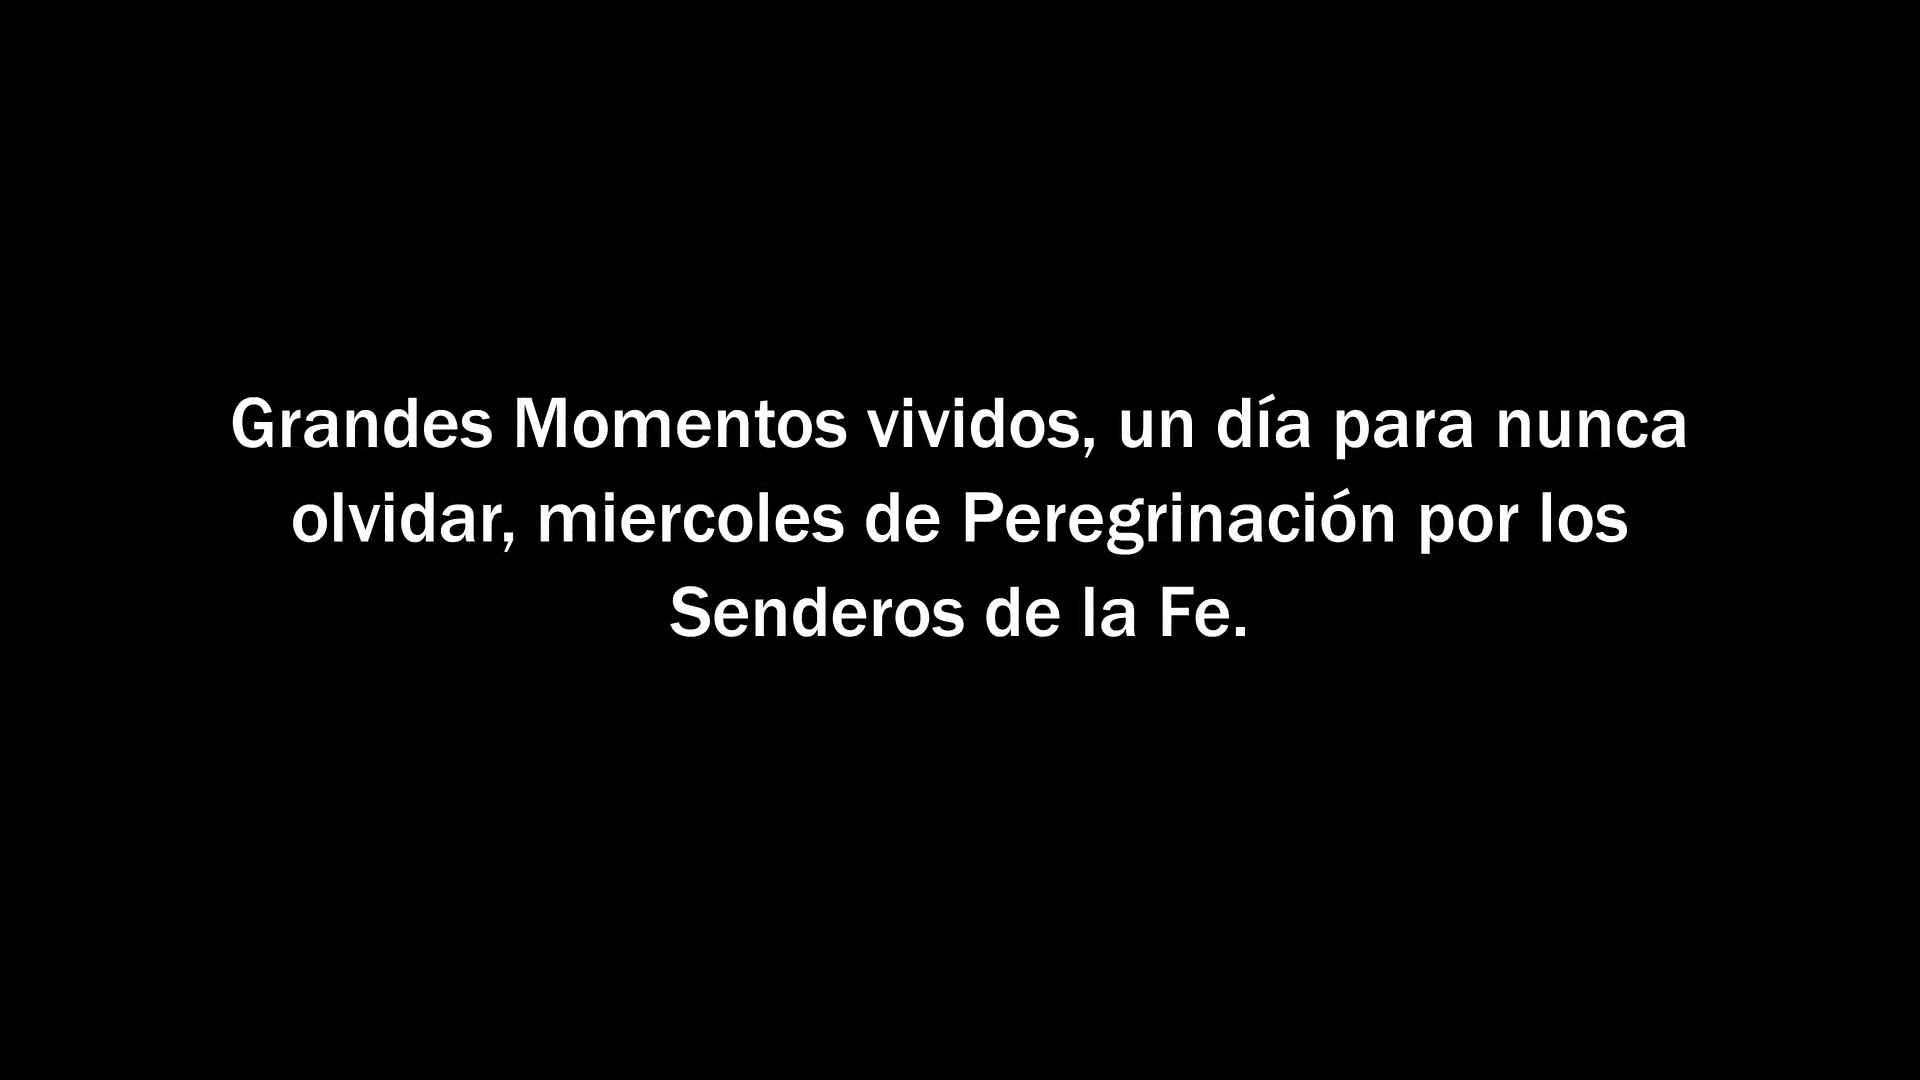 Grandes Momentos vividos, un día para nunca
olvidar, miercoles de Peregrinación por los
Senderos de la Fe.